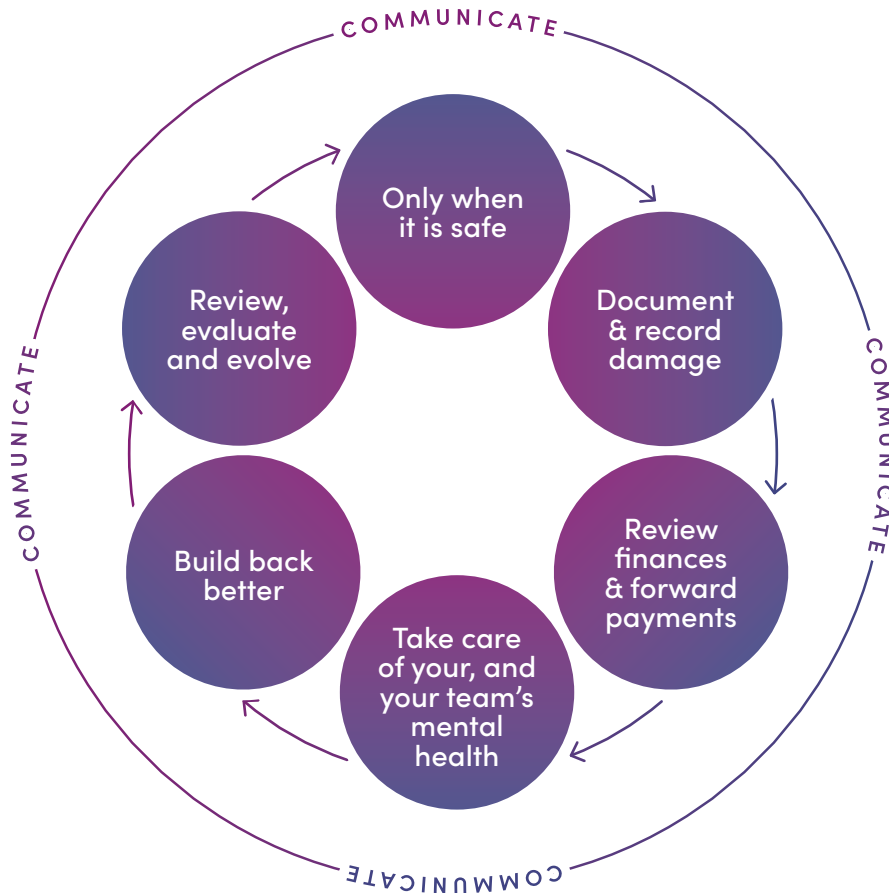 COMMUNICATE
Only when
it is safe
Document
& record
damage
COMMUNICATE
Review
finances
& forward
payments
Take care
of your, and
your team’s
mental
health
COMMUNICATE
Build back
better
COMMUNICATE
Review,
evaluate
and evolve